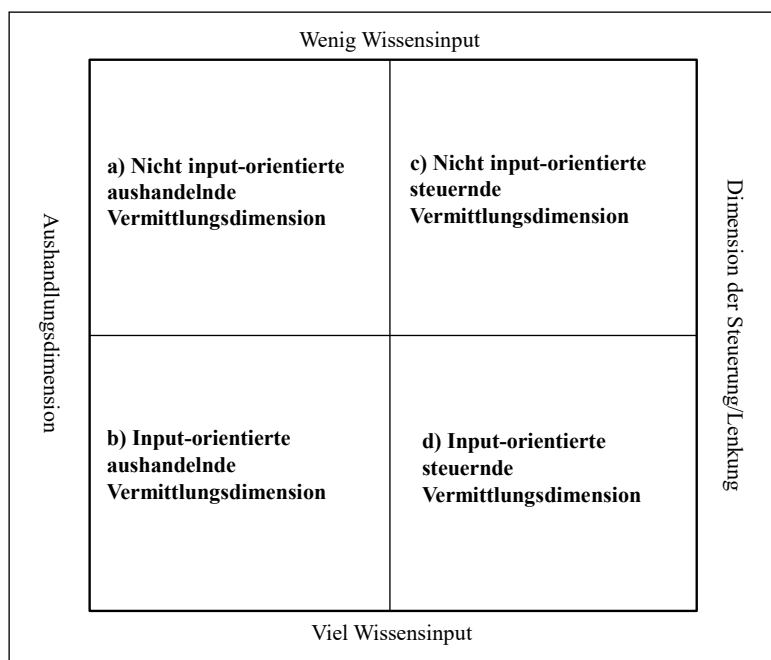 Wenig Wissensinput
Aushandlungsdimension
a) Nicht input-orientierte
aushandelnde
Vermittlungsdimension
c) Nicht input-orientierte
steuernde
Vermittlungsdimension
Dimension der Steuerung/Lenkung
b) Input-orientierte
aushandelnde
Vermittlungsdimension
d) Input-orientierte
steuernde
Vermittlungsdimension
Viel Wissensinput